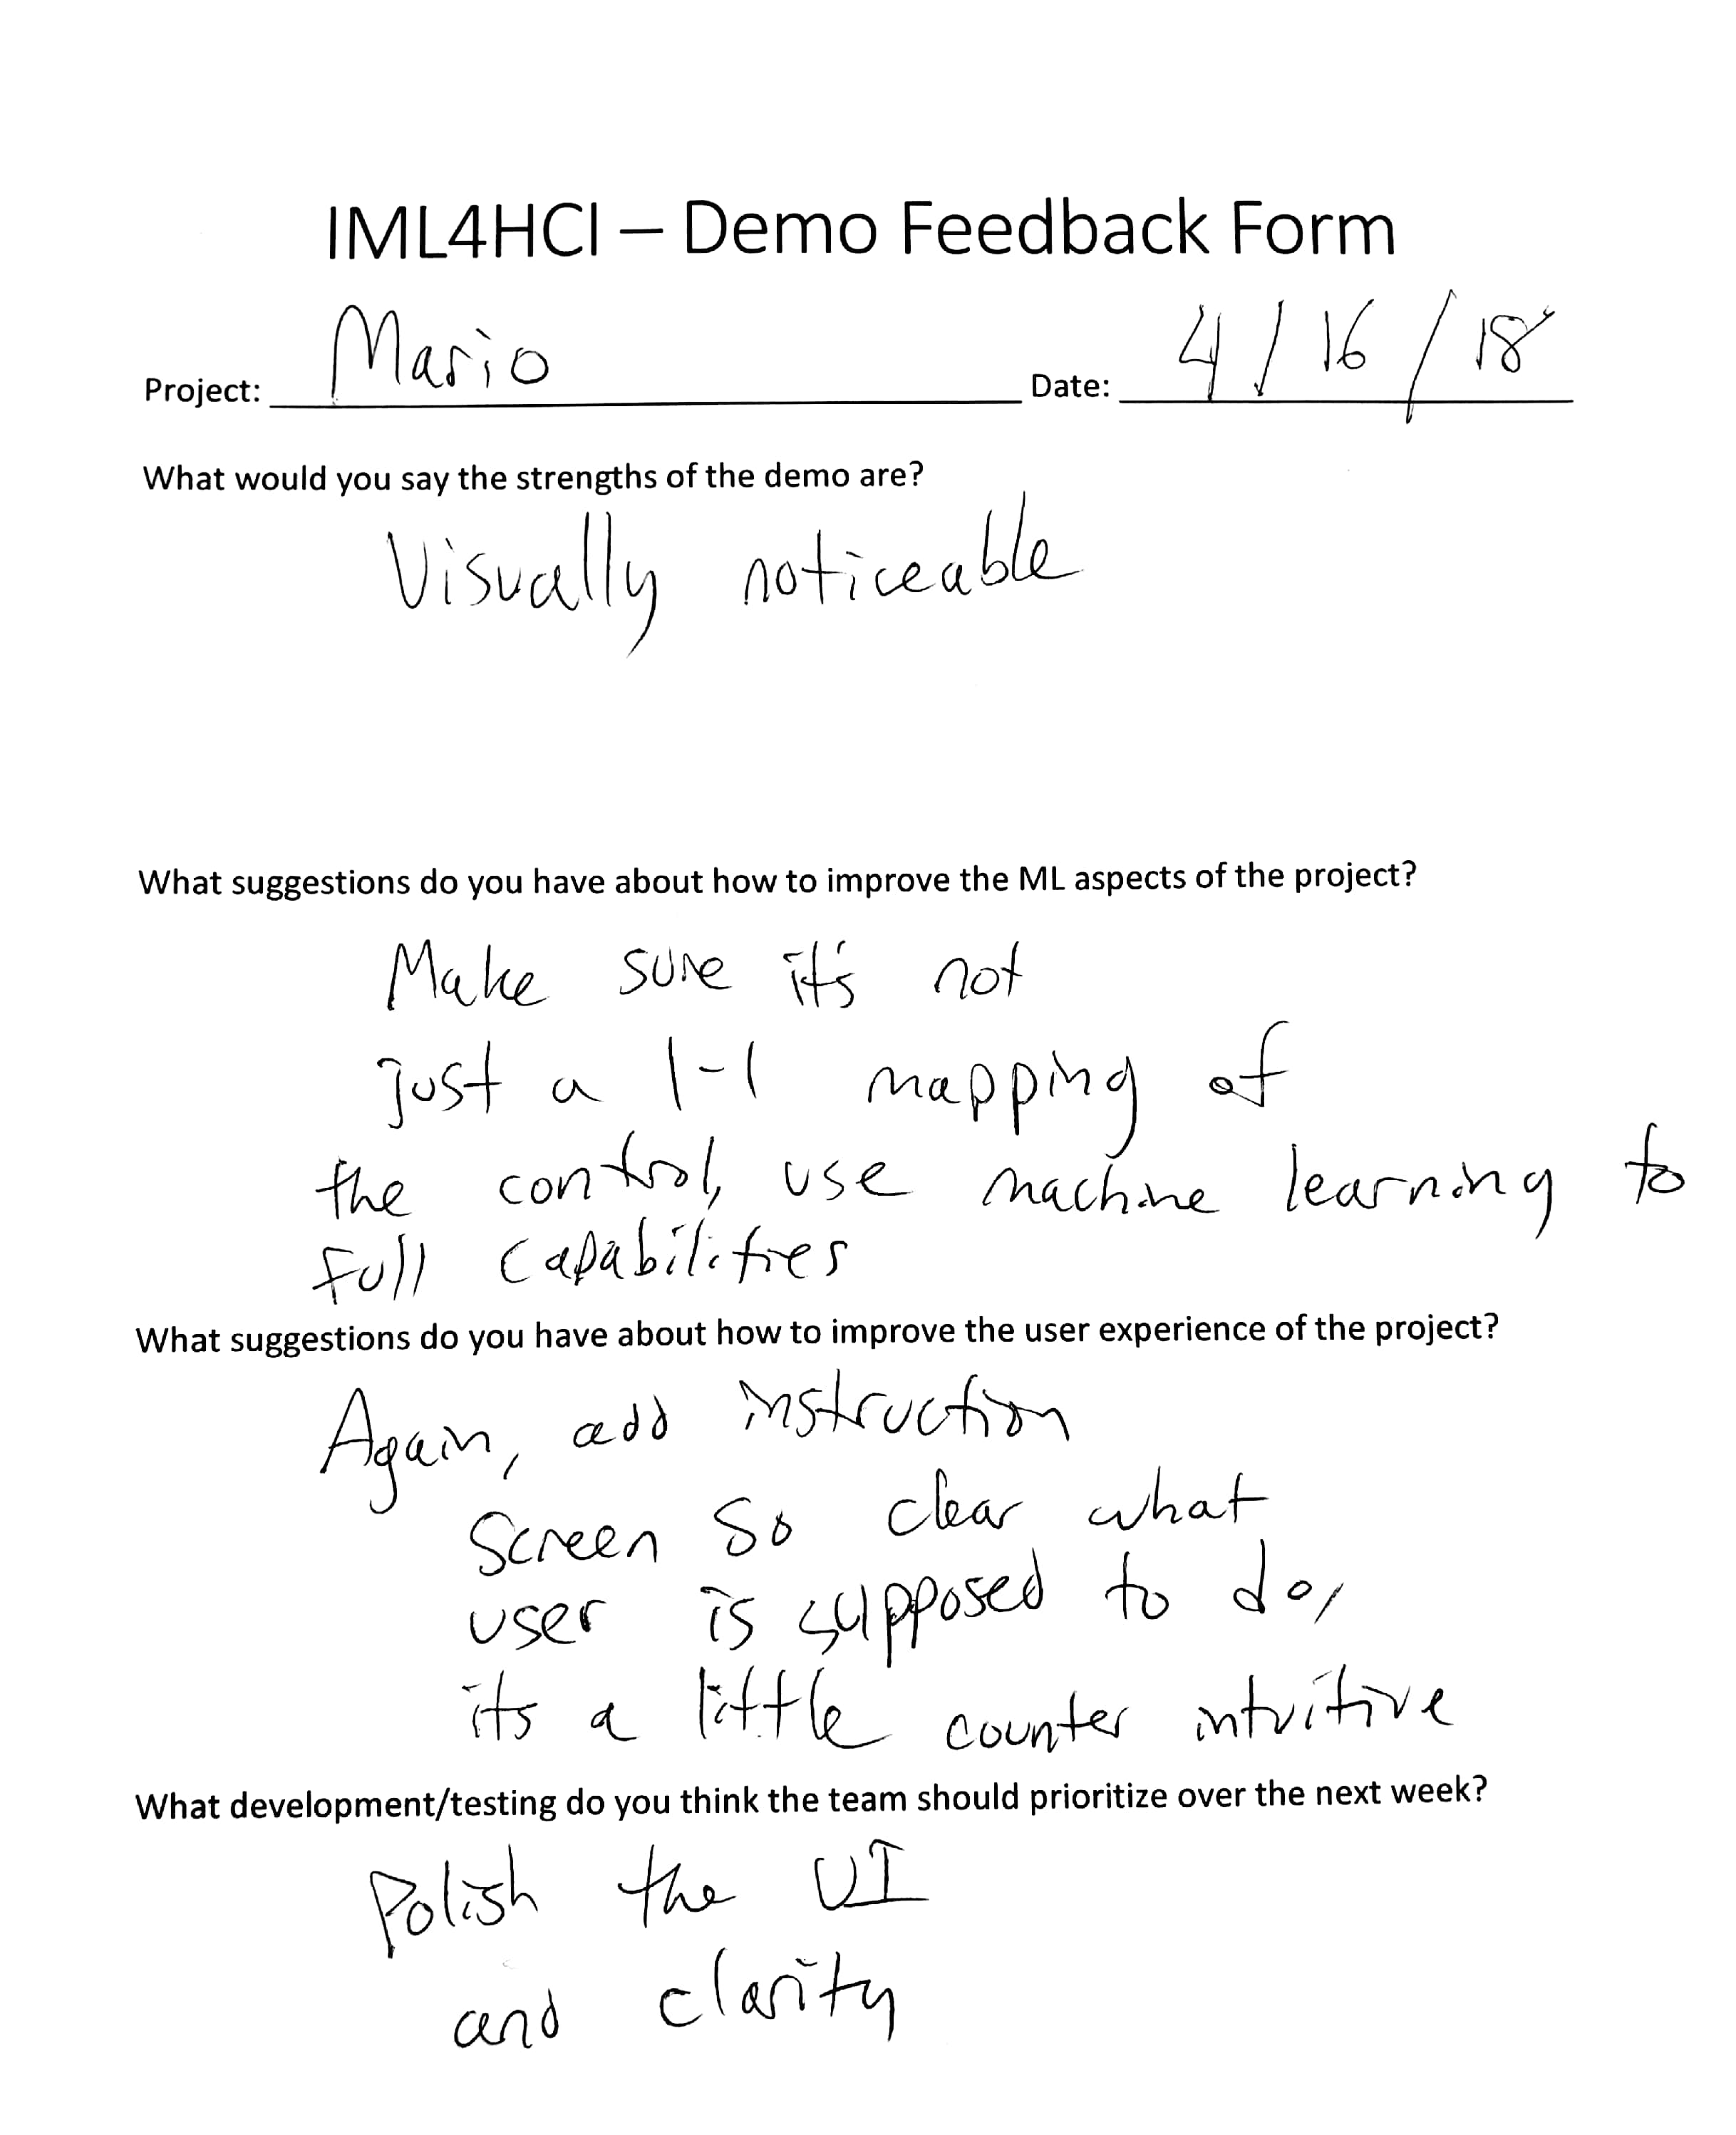 IML4HCI – Demo Feedback Form
Project: Mario Date: 4/16/18
What would you say the strengths of the demo are?
Visually noticeable
What suggestions do you have about how to improve the ML aspects of the project?
Make sure it's not
just a 1-1 mapping of
the control, use machine learning to
full capabilities
What suggestions do you have about how to improve the user experience of the project?
Again, add instruction
screen so clear what
user is supposed to do,
its a little counter intuitive
What development/testing do you think the team should prioritize over the next week?
Polish the UI
and clarity